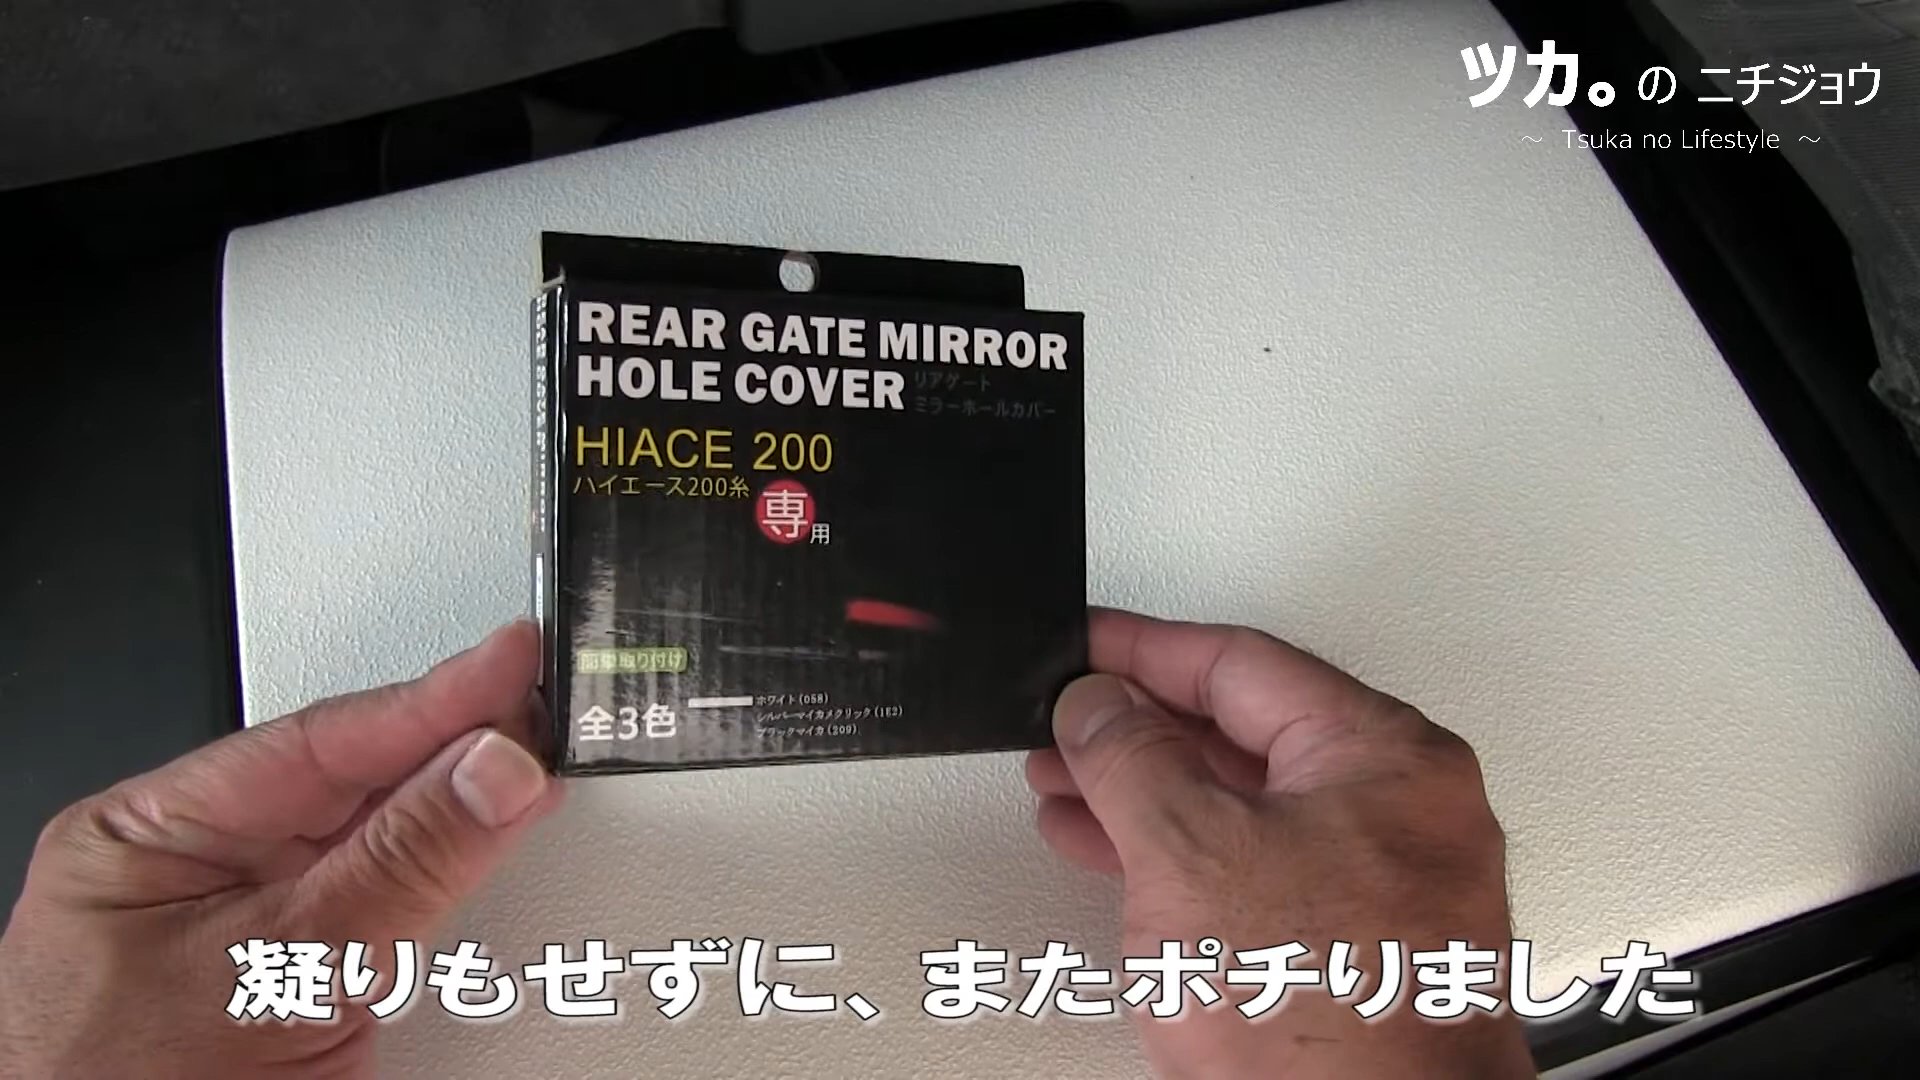 ツカ。の ニチジョウ
～ Tsuka no Lifestyle ～
REAR GATE MIRROR
HOLE COVER
リアゲート
ミラーホールカバー
HIACE 200
ハイエース200糸
専用
簡単取り付け
全3色
ホワイト(058)
シルバーマイカメクリック(1E2)
ブラックマイカ(209)
凝りもせずに、またポチりました